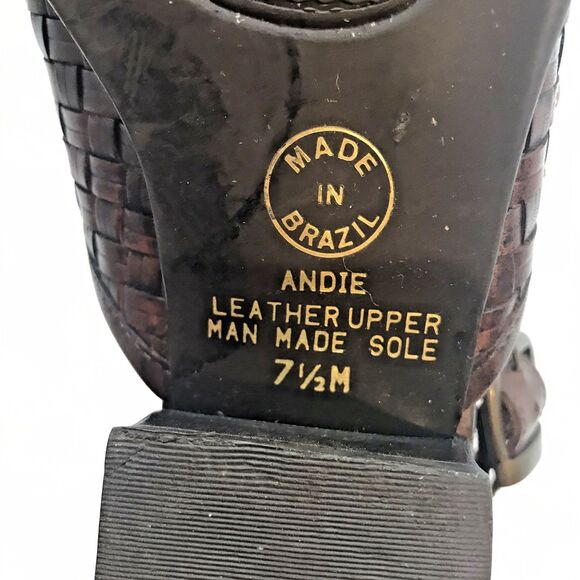 MADE
IN
BRAZIL
ANDIE
LEATHER UPPER
MAN MADE SOLE
7½M